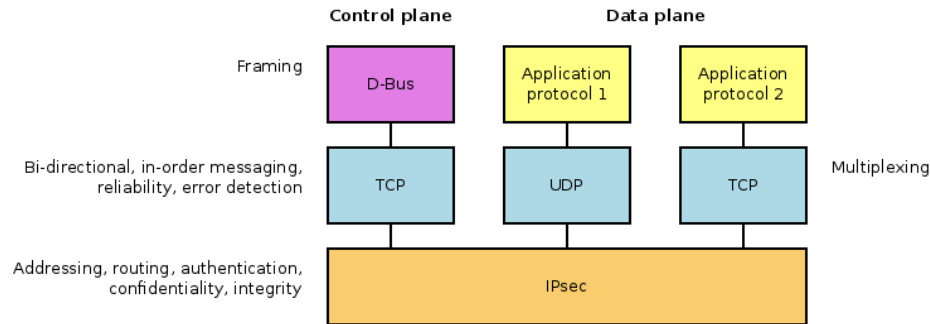 Control plane
Data plane
Framing
D-Bus
Application
protocol 1
Application
protocol 2
Bi-directional, in-order messaging,
reliability, error detection
TCP
UDP
TCP
Multiplexing
Addressing, routing, authentication,
confidentiality, integrity
IPsec